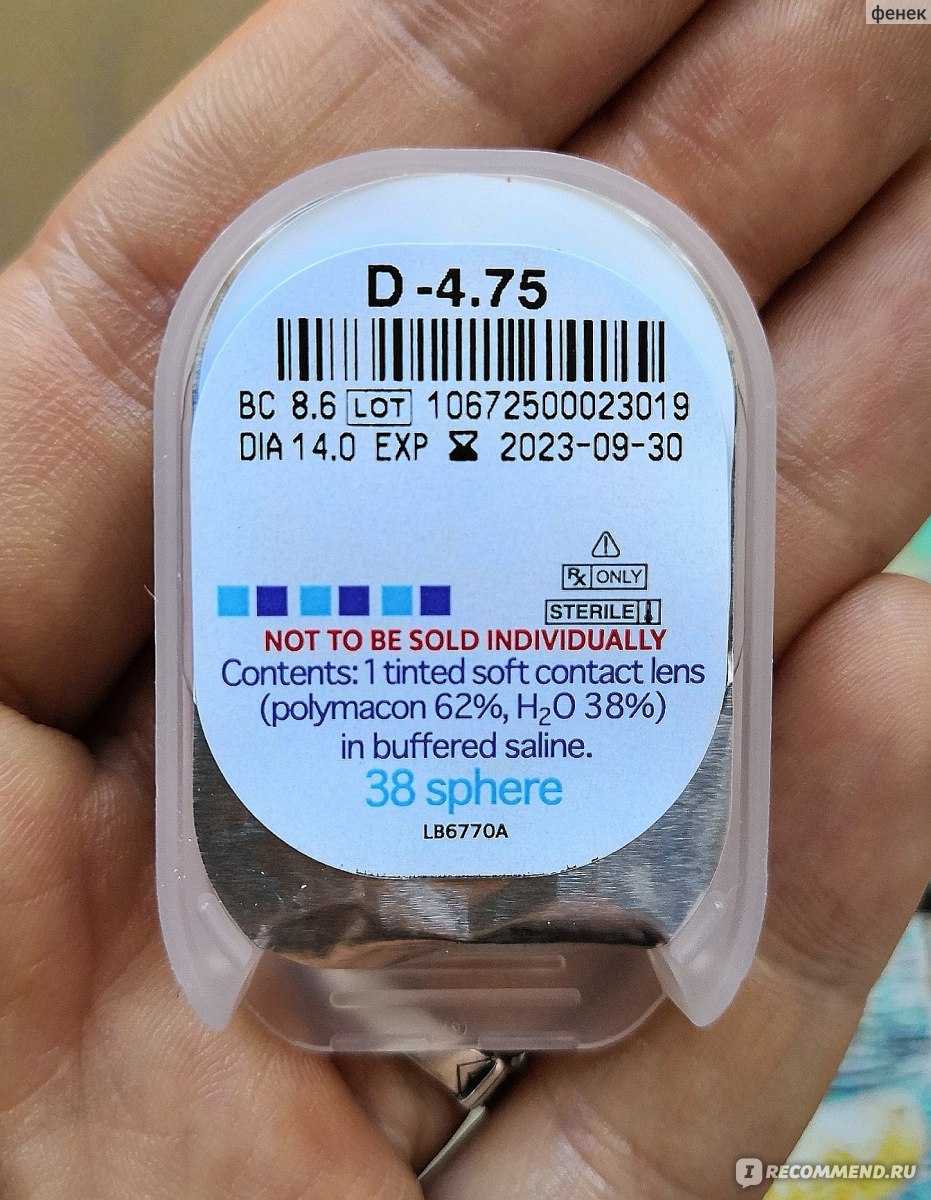 фенек
D -4.75
BC 8.6 LOT 10672500023019
DIA 14.0 EXP 2023-09-30
Rx ONLY
STERILE
NOT TO BE SOLD INDIVIDUALLY
Contents: 1 tinted soft contact lens
(polymacon 62%, H₂O 38%)
in buffered saline.
38 sphere
LB6770A
IRECOMMEND.RU